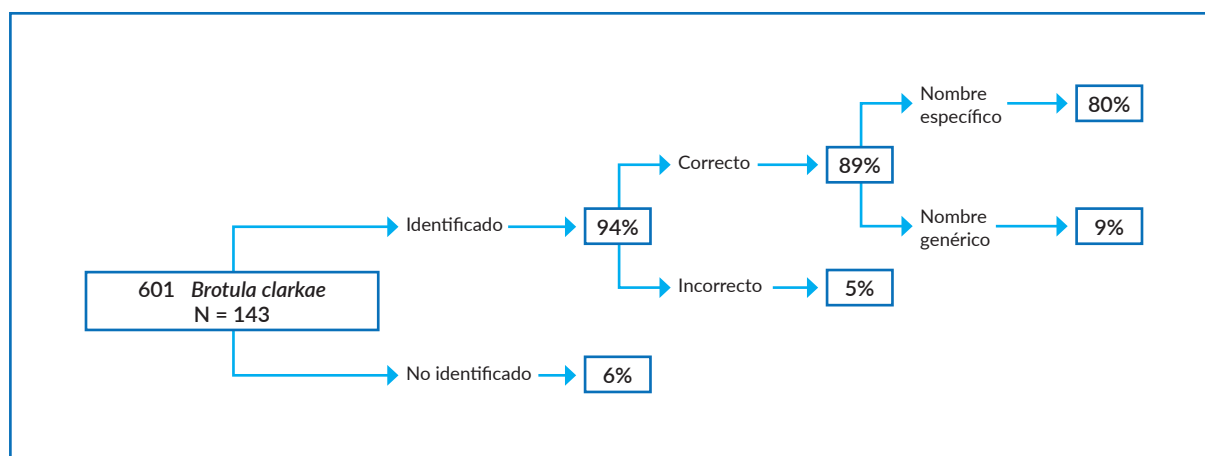 Nombre
específico
80%
Correcto
89%
Identificado
94%
Nombre
genérico
9%
Incorrecto
5%
601 Brotula clarkae
N = 143
No identificado
6%